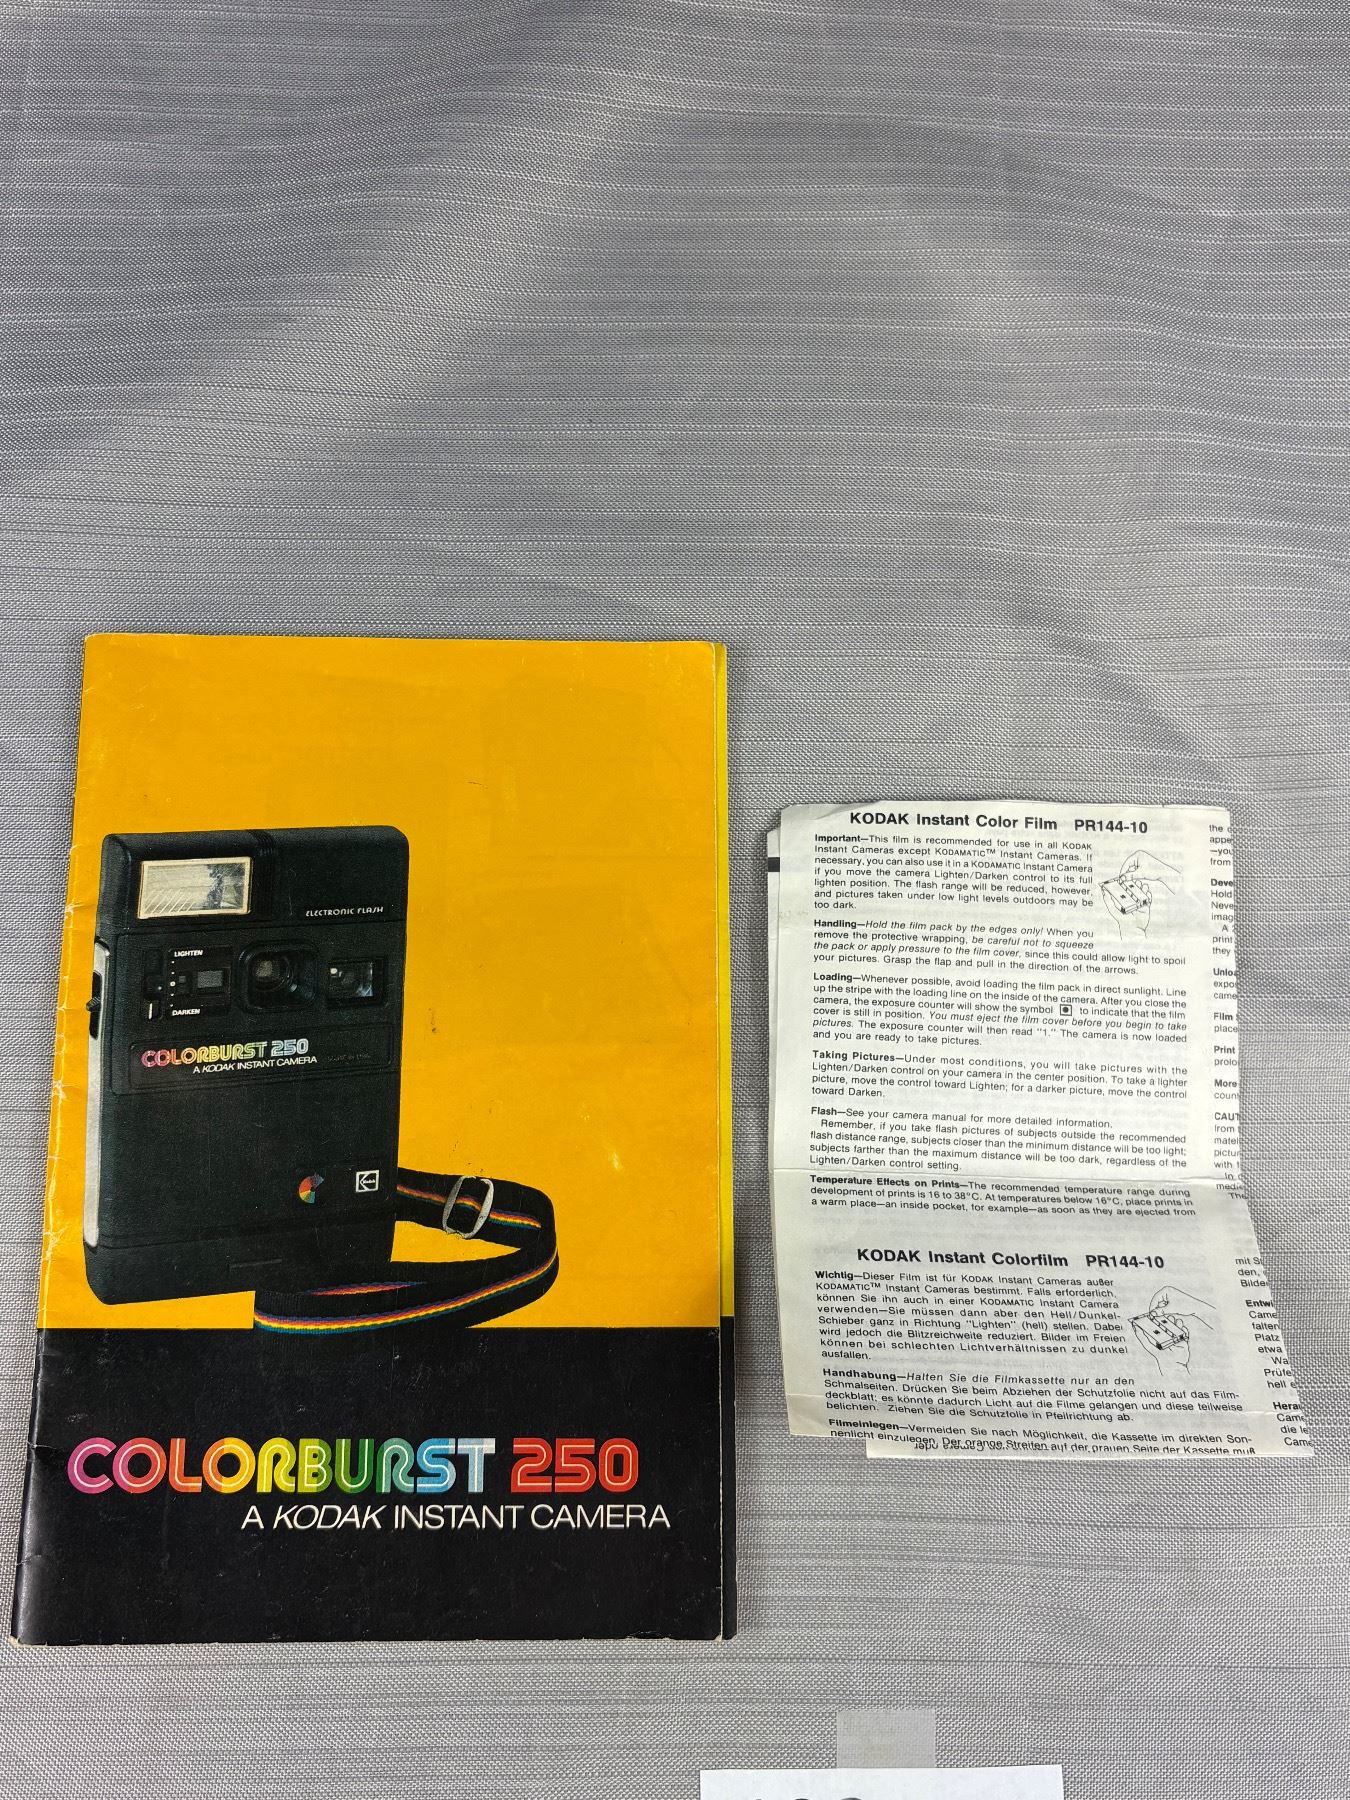 ELECTRONIC FLASH
LIGHTEN
DARKEN
COLORBURST 250
A KODAK INSTANT CAMERA
Kodak
COLORBURST 250
A KODAK INSTANT CAMERA
KODAK Instant Color Film PR144-10
Important—This film is recommended for use in all KODAK
Instant Cameras except KODAMATIC™ Instant Cameras. If
necessary, you can also use it in a KODAMATIC Instant Camera
if you move the camera Lighten/Darken control to its full
lighten position. The flash range will be reduced, however,
and pictures taken under low light levels outdoors may be
too dark.
Handling—Hold the film pack by the edges only! When you
remove the protective wrapping, be careful not to squeeze
the pack or apply pressure to the film cover, since this could allow light to spoil
your pictures. Grasp the flap and pull in the direction of the arrows.
Loading—Whenever possible, avoid loading the film pack in direct sunlight. Line
up the stripe with the loading line on the inside of the camera. After you close the
camera, the exposure counter will show the symbol to indicate that the film
cover is still in position. You must eject the film cover before you begin to take
pictures. The exposure counter will then read "1." The camera is now loaded
and you are ready to take pictures.
Taking Pictures—Under most conditions, you will take pictures with the
Lighten/Darken control on your camera in the center position. To take a lighter
picture, move the control toward Lighten; for a darker picture, move the control
toward Darken.
Flash—See your camera manual for more detailed information.
Remember, if you take flash pictures of subjects outside the recommended
flash distance range, subjects closer than the minimum distance will be too light;
subjects farther than the maximum distance will be too dark, regardless of the
Lighten/Darken control setting.
Temperature Effects on Prints—The recommended temperature range during
development of prints is 16 to 38°C. At temperatures below 16°C, place prints in
a warm place—an inside pocket, for example—as soon as they are ejected from
KODAK Instant Colorfilm PR144-10
Wichtig—Dieser Film ist für KODAK Instant Cameras außer
KODAMATIC™ Instant Cameras bestimmt. Falls erforderlich,
können Sie ihn auch in einer KODAMATIC Instant Camera
verwenden—Sie müssen dann aber den Hell/Dunkel-
Schieber ganz in Richtung "Lighten" (hell) stellen. Dabei
wird jedoch die Blitzreichweite reduziert. Bilder im Freien
können bei schlechten Lichtverhältnissen zu dunkel
ausfallen.
Handhabung—Halten Sie die Filmkassette nur an den
Schmalseiten. Drücken Sie beim Abziehen der Schutzfolie nicht auf das Film-
deckblatt; es könnte dadurch Licht auf die Filme gelangen und diese teilweise
belichten. Ziehen Sie die Schutzfolie in Pfeilrichtung ab.
Filmeinlegen—Vermeiden Sie nach Möglichkeit, die Kassette im direkten Son-
nenlicht einzulegen. Der orange Streifen auf der grauen Seite der Kassette muß